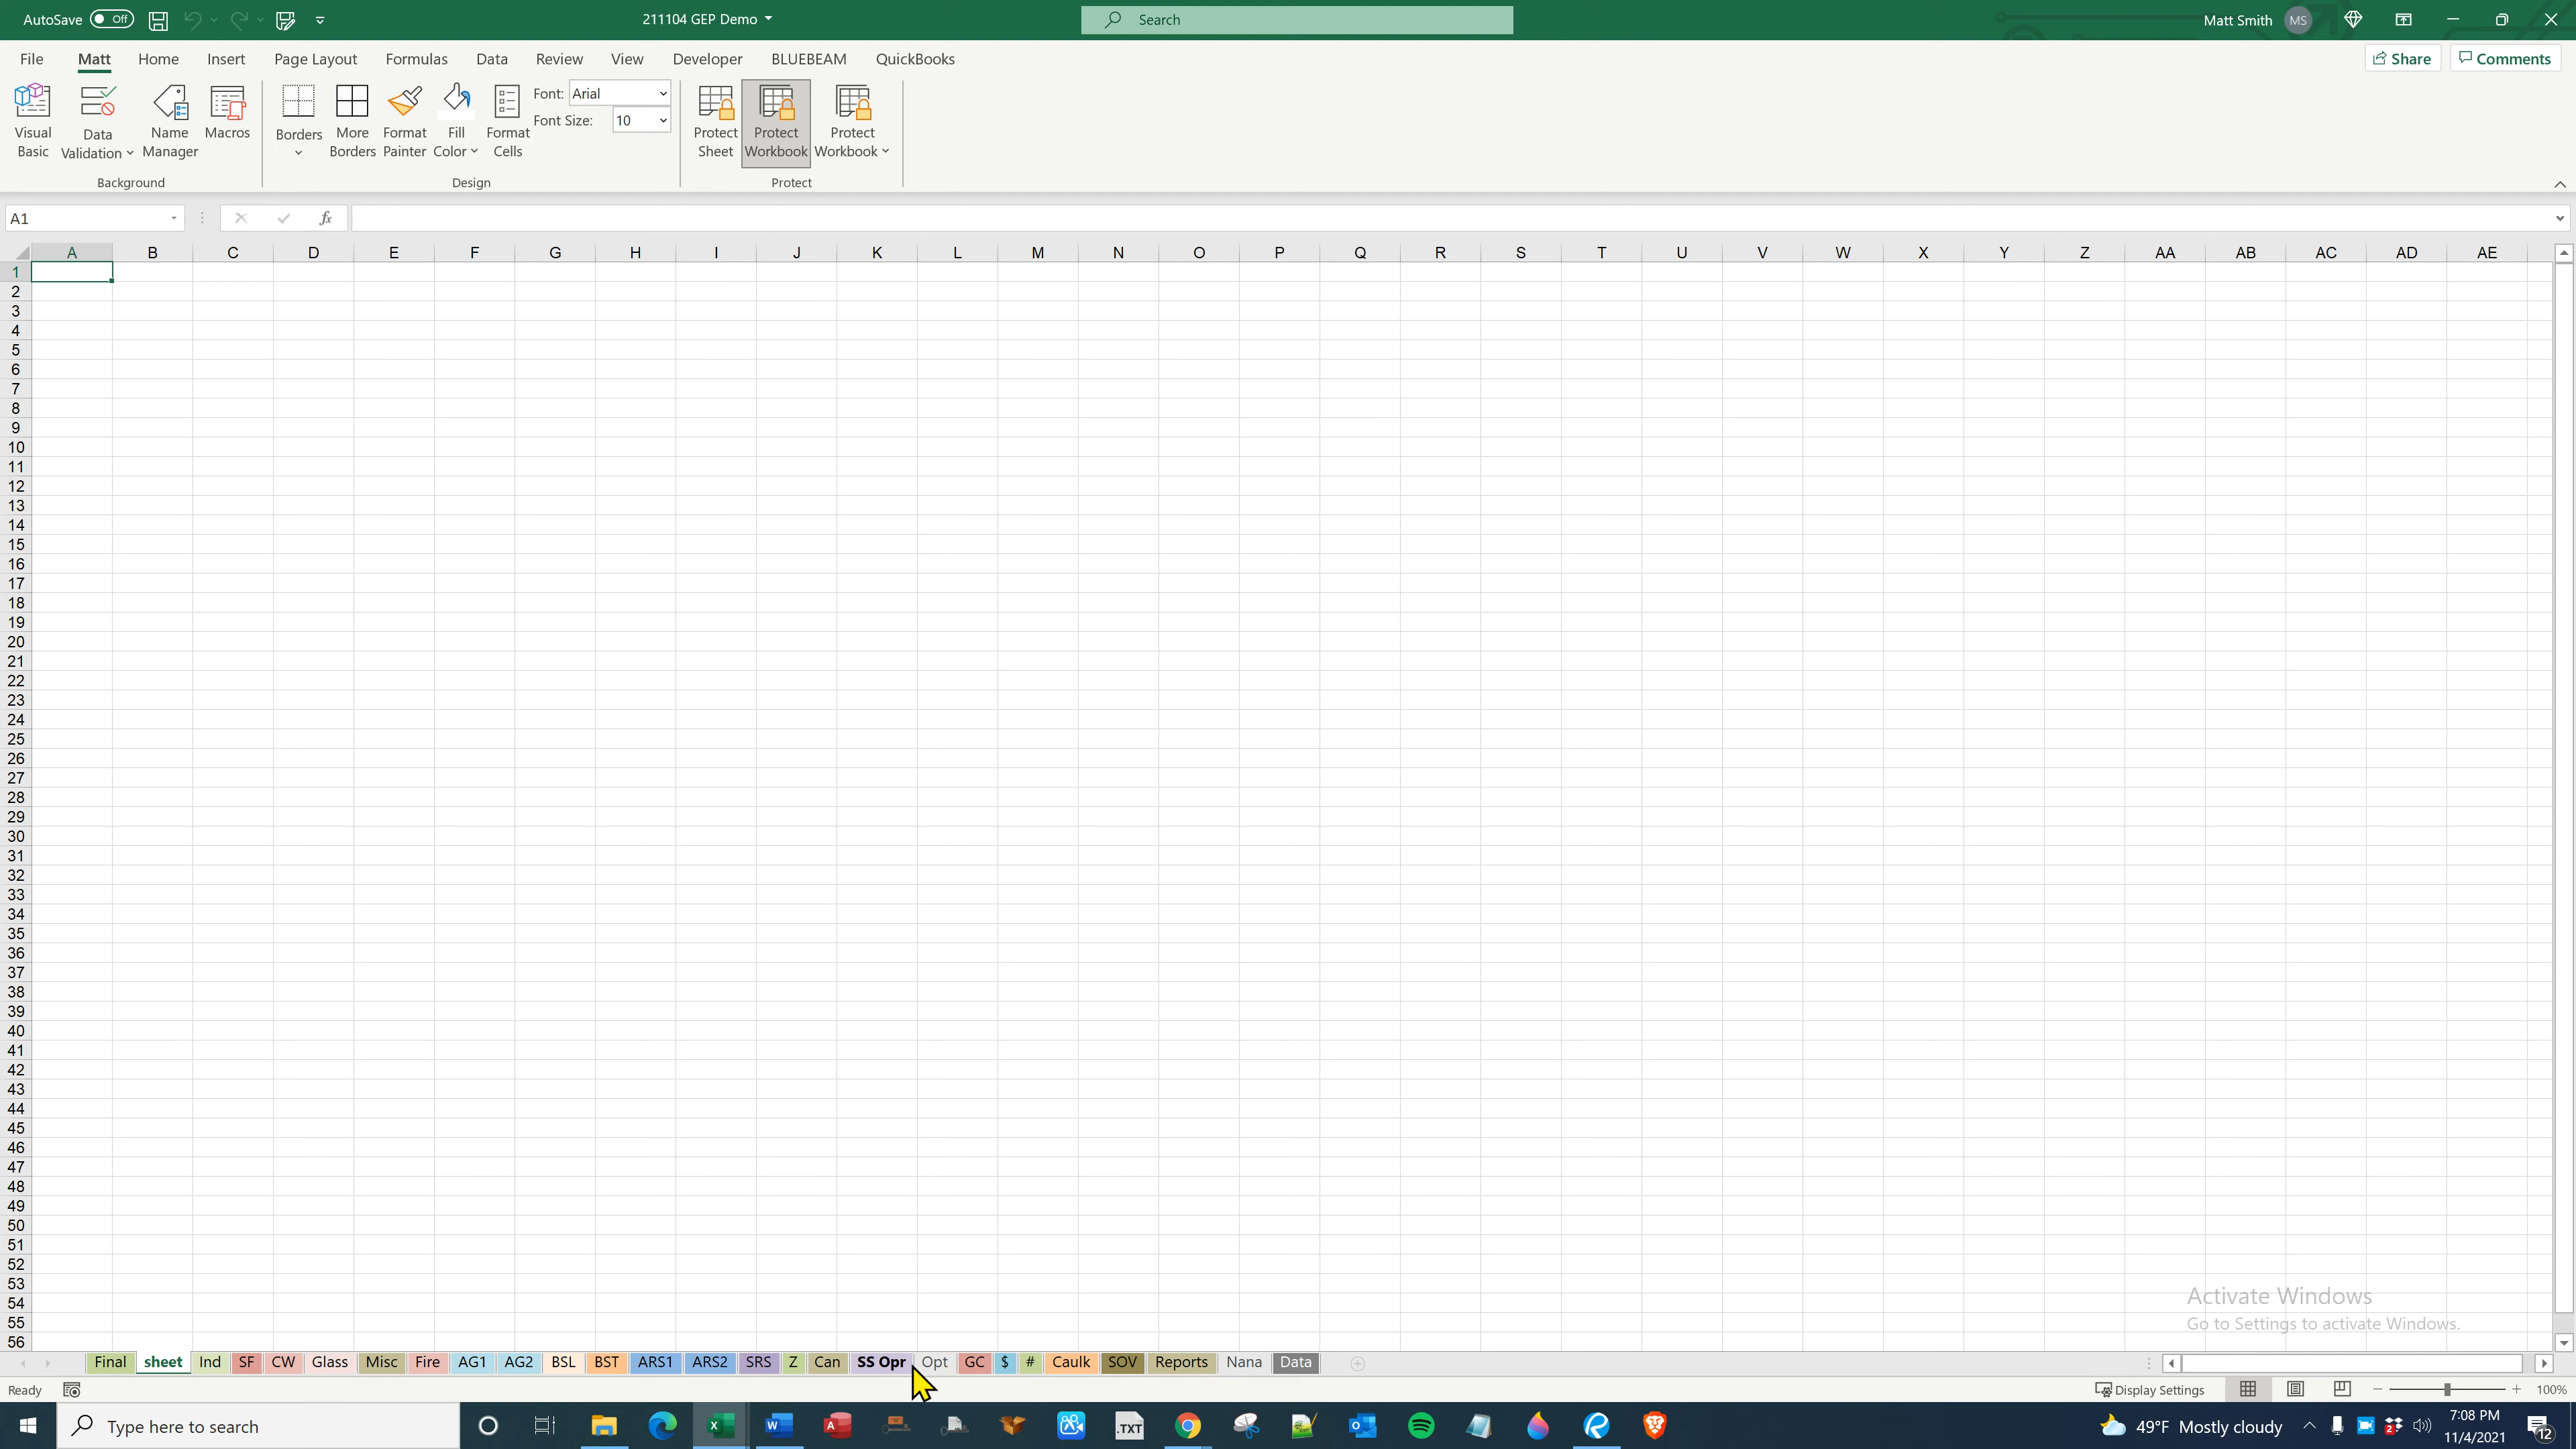 AutoSave Off
211104 GEP Demo
Search
Matt Smith MS
File Matt Home Insert Page Layout Formulas Data Review View Developer BLUEBEAM QuickBooks
Share Comments
Visual Basic
Data Validation
Name Manager
Macros
Borders
More Borders
Format Painter
Fill Color
Format Cells
Font: Arial
Font Size: 10
Protect Sheet
Protect Workbook
Protect Workbook
Background Design Protect
A1 fx
A B C D E F G H I J K L M N O P Q R S T U V W X Y Z AA AB AC AD AE
1
2
3
4
5
6
7
8
9
10
11
12
13
14
15
16
17
18
19
20
21
22
23
24
25
26
27
28
29
30
31
32
33
34
35
36
37
38
39
40
41
42
43
44
45
46
47
48
49
50
51
52
53
54
55
56
Activate Windows
Go to Settings to activate Windows.
Final sheet Ind SF CW Glass Misc Fire AG1 AG2 BSL BST ARS1 ARS2 SRS Z Can SS Opr Opt GC $ # Caulk SOV Reports Nana Data
Ready Display Settings 100%
Type here to search
.TXT
49°F Mostly cloudy
2
7:08 PM
11/4/2021
12